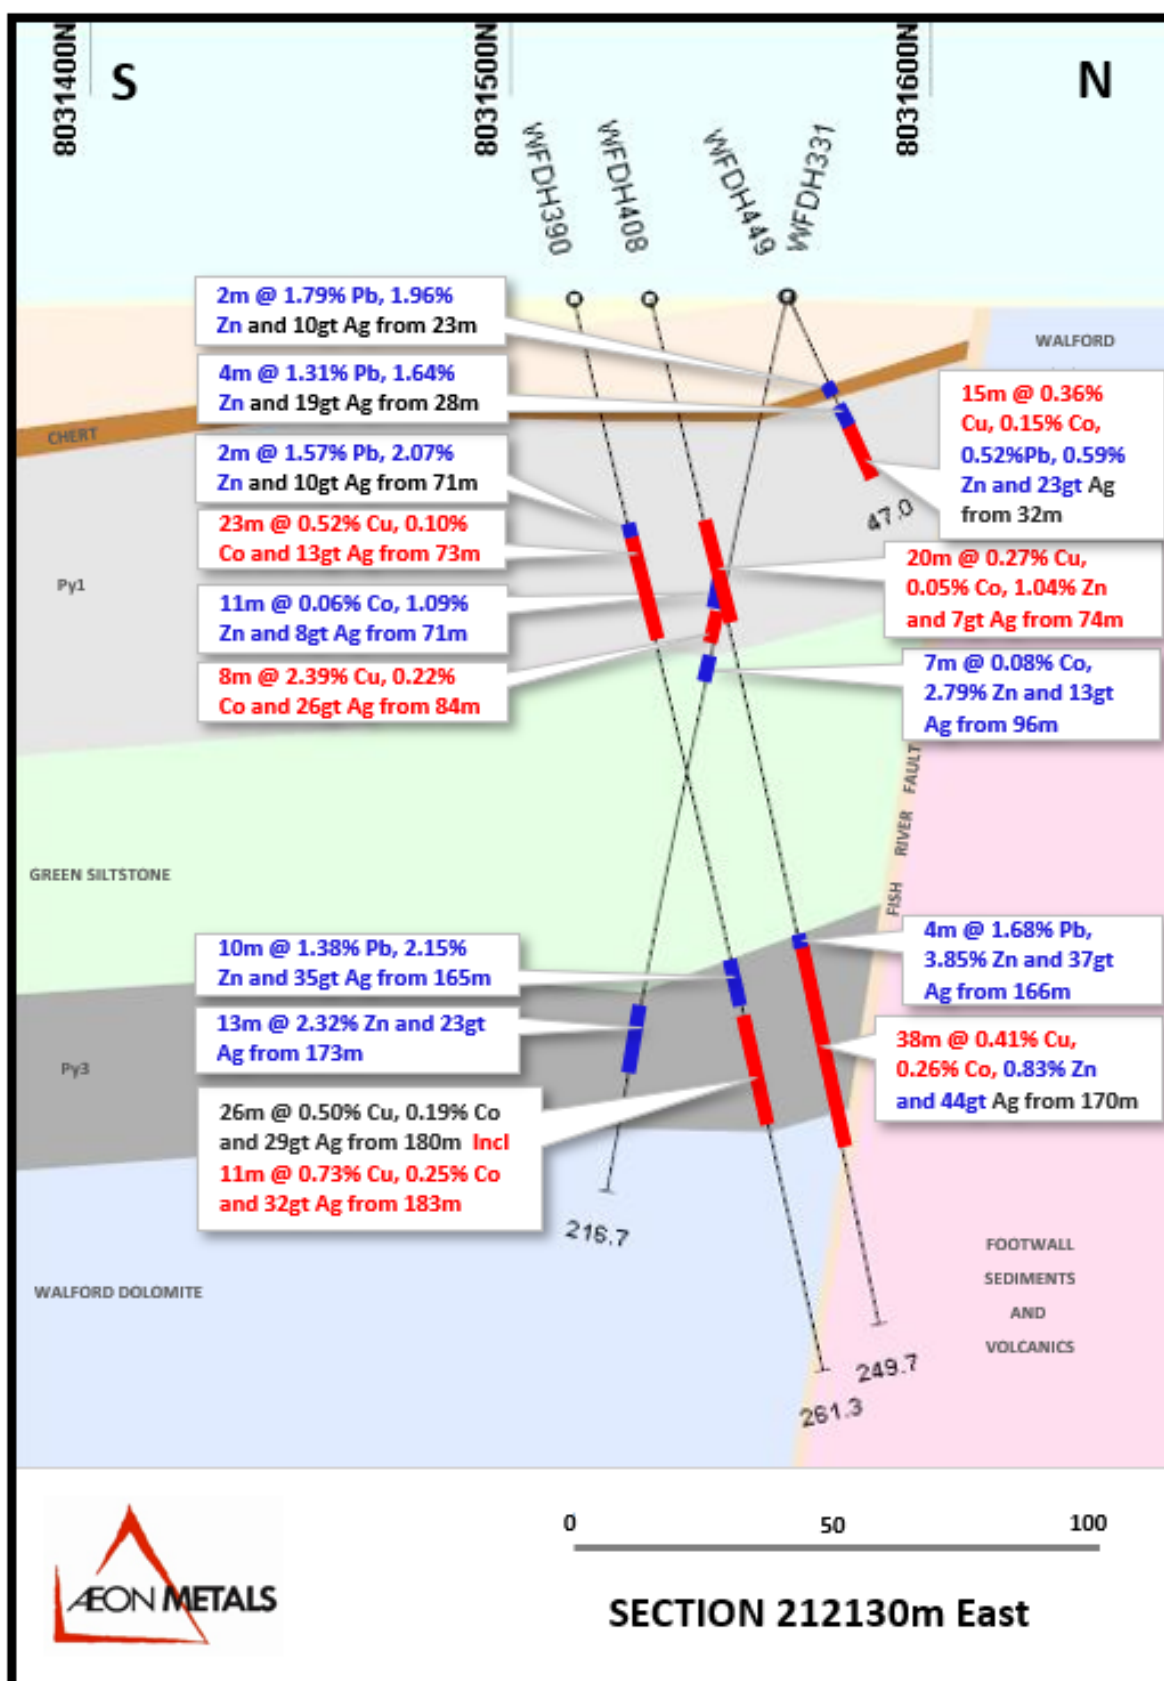 8031400N
S
8031500N
8031600N
N
WFDH390
WFDH408
WFDH449
WFDH331
2m @ 1.79% Pb, 1.96%
Zn and 10gt Ag from 23m
4m @ 1.31% Pb, 1.64%
Zn and 19gt Ag from 28m
2m @ 1.57% Pb, 2.07%
Zn and 10gt Ag from 71m
23m @ 0.52% Cu, 0.10%
Co and 13gt Ag from 73m
11m @ 0.06% Co, 1.09%
Zn and 8gt Ag from 71m
8m @ 2.39% Cu, 0.22%
Co and 26gt Ag from 84m
WALFORD
15m @ 0.36%
Cu, 0.15% Co,
0.52%Pb, 0.59%
Zn and 23gt Ag
from 32m
47.0
20m @ 0.27% Cu,
0.05% Co, 1.04% Zn
and 7gt Ag from 74m
7m @ 0.08% Co,
2.79% Zn and 13gt
Ag from 96m
CHERT
Py1
GREEN SILTSTONE
FISH RIVER FAULT
10m @ 1.38% Pb, 2.15%
Zn and 35gt Ag from 165m
13m @ 2.32% Zn and 23gt
Ag from 173m
26m @ 0.50% Cu, 0.19% Co
and 29gt Ag from 180m Incl
11m @ 0.73% Cu, 0.25% Co
and 32gt Ag from 183m
4m @ 1.68% Pb,
3.85% Zn and 37gt
Ag from 166m
38m @ 0.41% Cu,
0.26% Co, 0.83% Zn
and 44gt Ag from 170m
Py3
216.7
WALFORD DOLOMITE
249.7
261.3
FOOTWALL
SEDIMENTS
AND
VOLCANICS
ÆON METALS
0 50 100
SECTION 212130m East